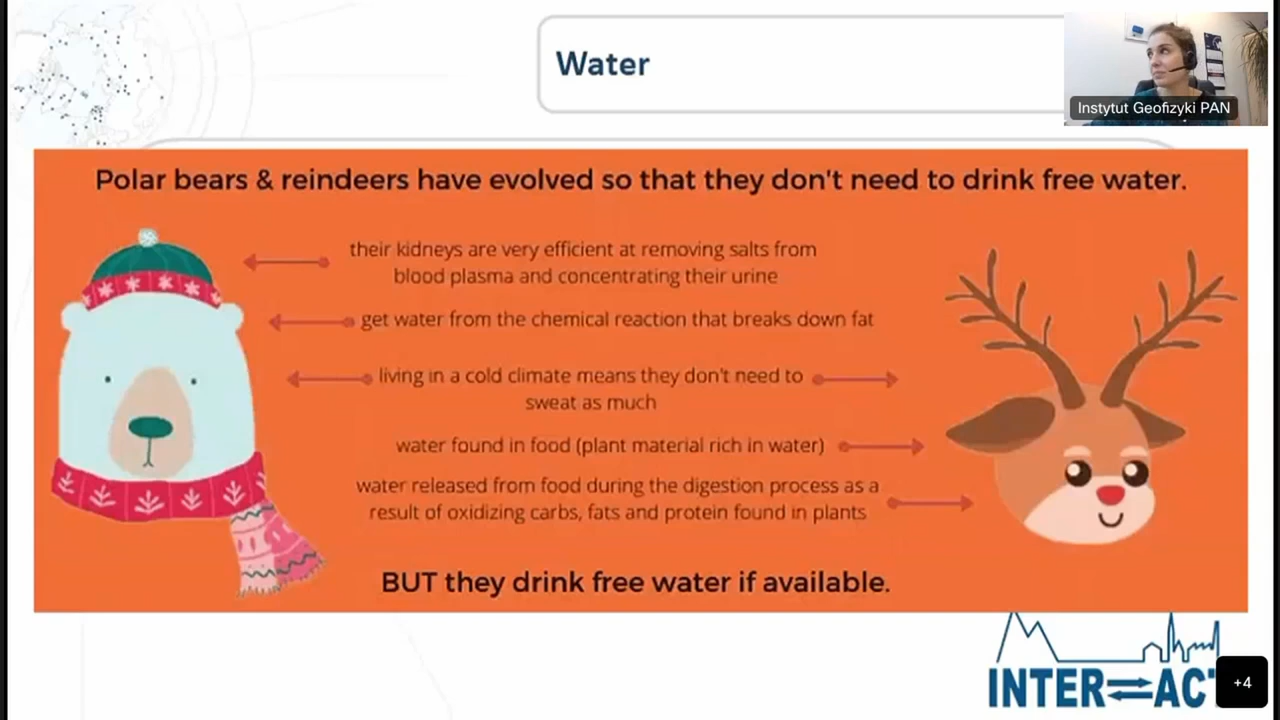 Water
Instytut Geofizyki PAN
Polar bears & reindeers have evolved so that they don't need to drink free water.
their kidneys are very efficient at removing salts from
blood plasma and concentrating their urine
get water from the chemical reaction that breaks down fat
living in a cold climate means they don't need to
sweat as much
water found in food (plant material rich in water)
water released from food during the digestion process as a
result of oxidizing carbs, fats and protein found in plants
BUT they drink free water if available.
INTER AC
+4